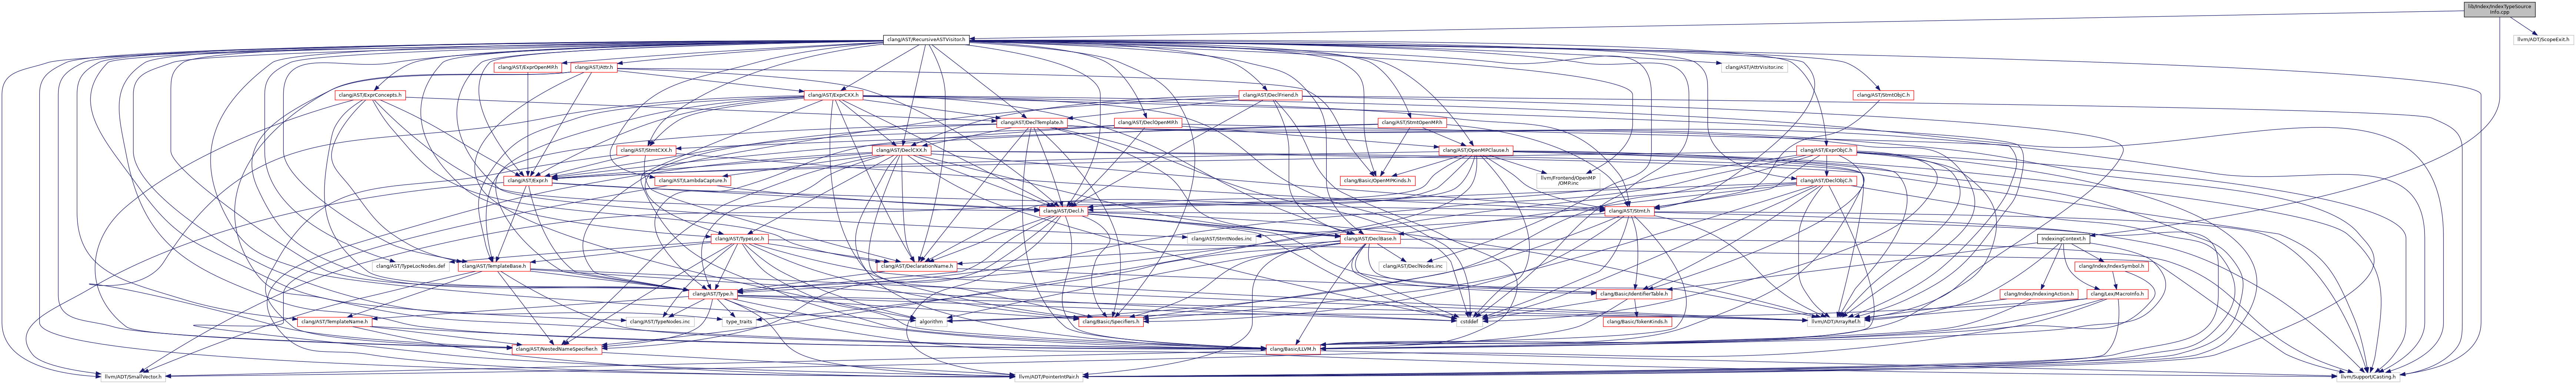 lib/Index/IndexTypeSource
Info.cpp
clang/AST/RecursiveASTVisitor.h
llvm/ADT/ScopeExit.h
clang/AST/ExprOpenMP.h
clang/AST/Attr.h
clang/AST/AttrVisitor.inc
clang/AST/ExprConcepts.h
clang/AST/ExprCXX.h
clang/AST/DeclFriend.h
clang/AST/StmtObjC.h
clang/AST/DeclTemplate.h
clang/AST/DeclOpenMP.h
clang/AST/StmtOpenMP.h
clang/AST/StmtCXX.h
clang/AST/DeclCXX.h
clang/AST/OpenMPClause.h
clang/AST/ExprObjC.h
clang/AST/Expr.h
clang/AST/LambdaCapture.h
clang/Basic/OpenMPKinds.h
llvm/Frontend/OpenMP
/OMP.inc
clang/AST/DeclObjC.h
clang/AST/Decl.h
clang/AST/Stmt.h
clang/AST/TypeLoc.h
clang/AST/StmtNodes.inc
clang/AST/DeclBase.h
IndexingContext.h
clang/AST/TypeLocNodes.def
clang/AST/TemplateBase.h
clang/AST/DeclarationName.h
clang/AST/DeclNodes.inc
clang/Index/IndexSymbol.h
clang/AST/Type.h
clang/Basic/IdentifierTable.h
clang/Index/IndexingAction.h
clang/Lex/MacroInfo.h
clang/AST/TemplateName.h
clang/AST/TypeNodes.inc
type_traits
algorithm
clang/Basic/Specifiers.h
cstddef
clang/Basic/TokenKinds.h
llvm/ADT/ArrayRef.h
clang/AST/NestedNameSpecifier.h
clang/Basic/LLVM.h
llvm/ADT/SmallVector.h
llvm/ADT/PointerIntPair.h
llvm/Support/Casting.h